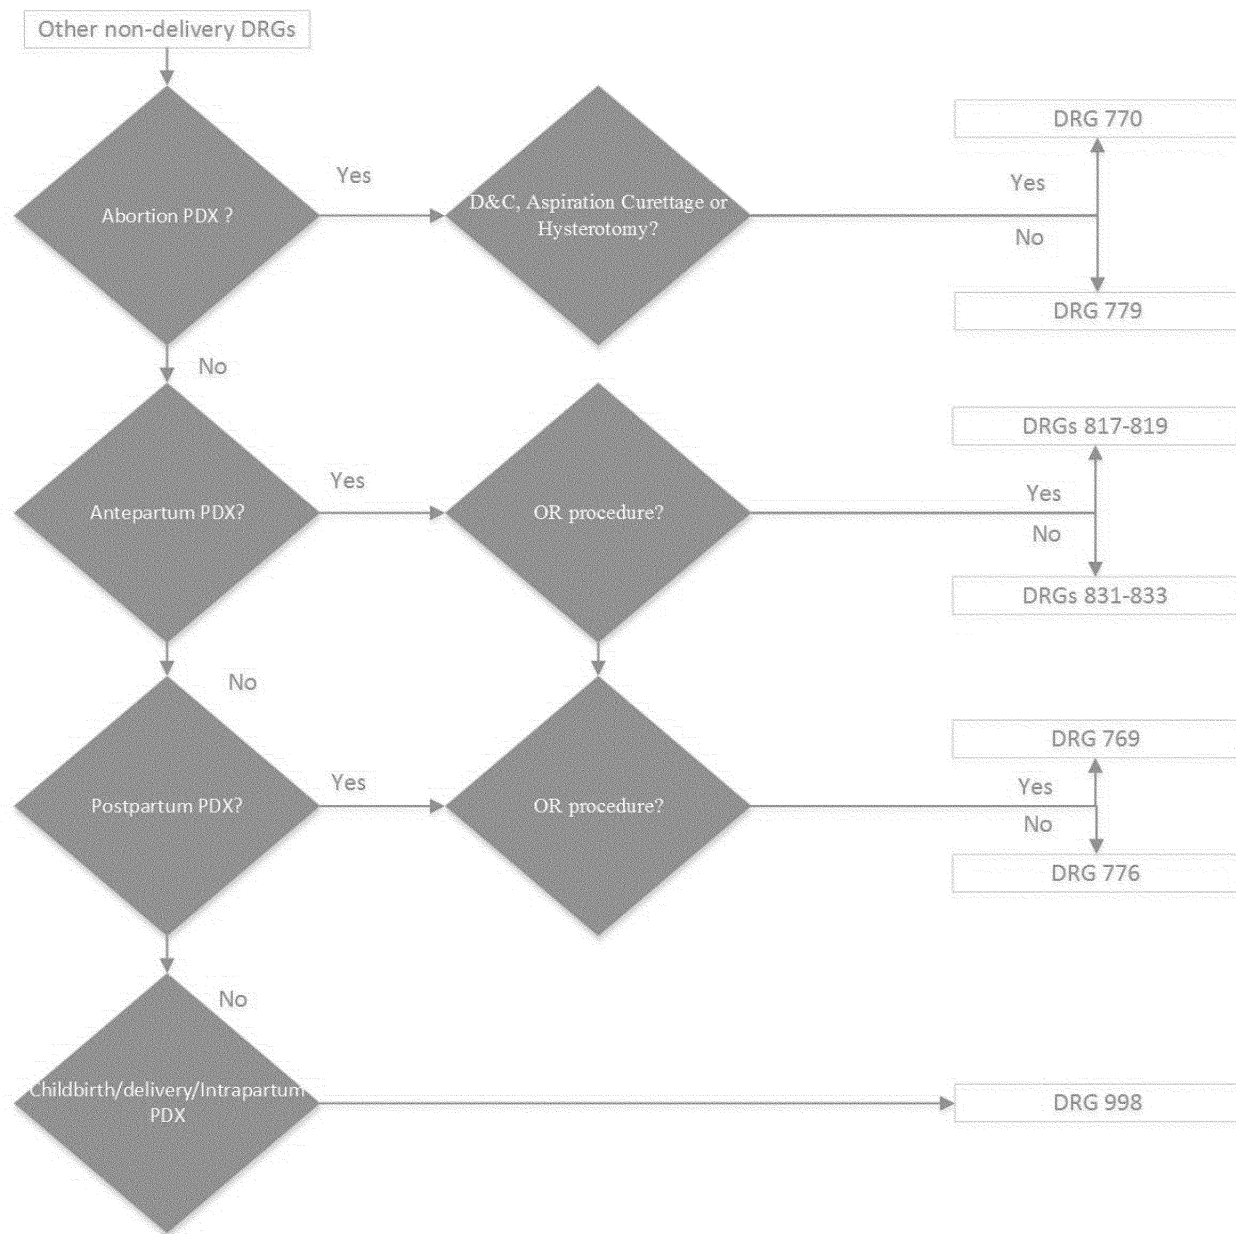 Other non-delivery DRGs
Abortion PDX ?
Yes
D&C, Aspiration Curettage or
Hysterotomy?
DRG 770
Yes
No
DRG 779
No
Antepartum PDX?
Yes
OR procedure?
DRGs 817-819
Yes
No
DRGs 831-833
No
Postpartum PDX?
Yes
OR procedure?
DRG 769
Yes
No
DRG 776
No
Childbirth/delivery/Intrapartum
PDX
DRG 998